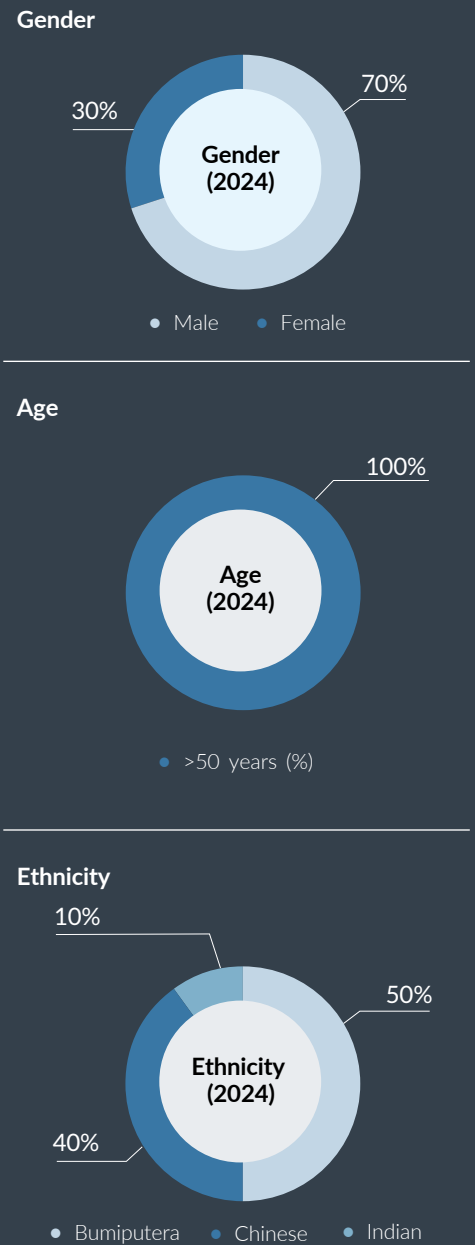 Gender
70%
30%
Gender
(2024)
Male Female
Age
100%
Age
(2024)
>50 years (%)
Ethnicity
10%
50%
Ethnicity
(2024)
40%
Bumiputera Chinese Indian